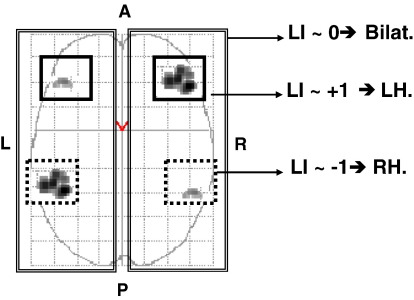 A
LI ~ 0➔ Bilat.
LI ~ +1 ➔ LH.
L
R
LI ~ -1➔ RH.
P